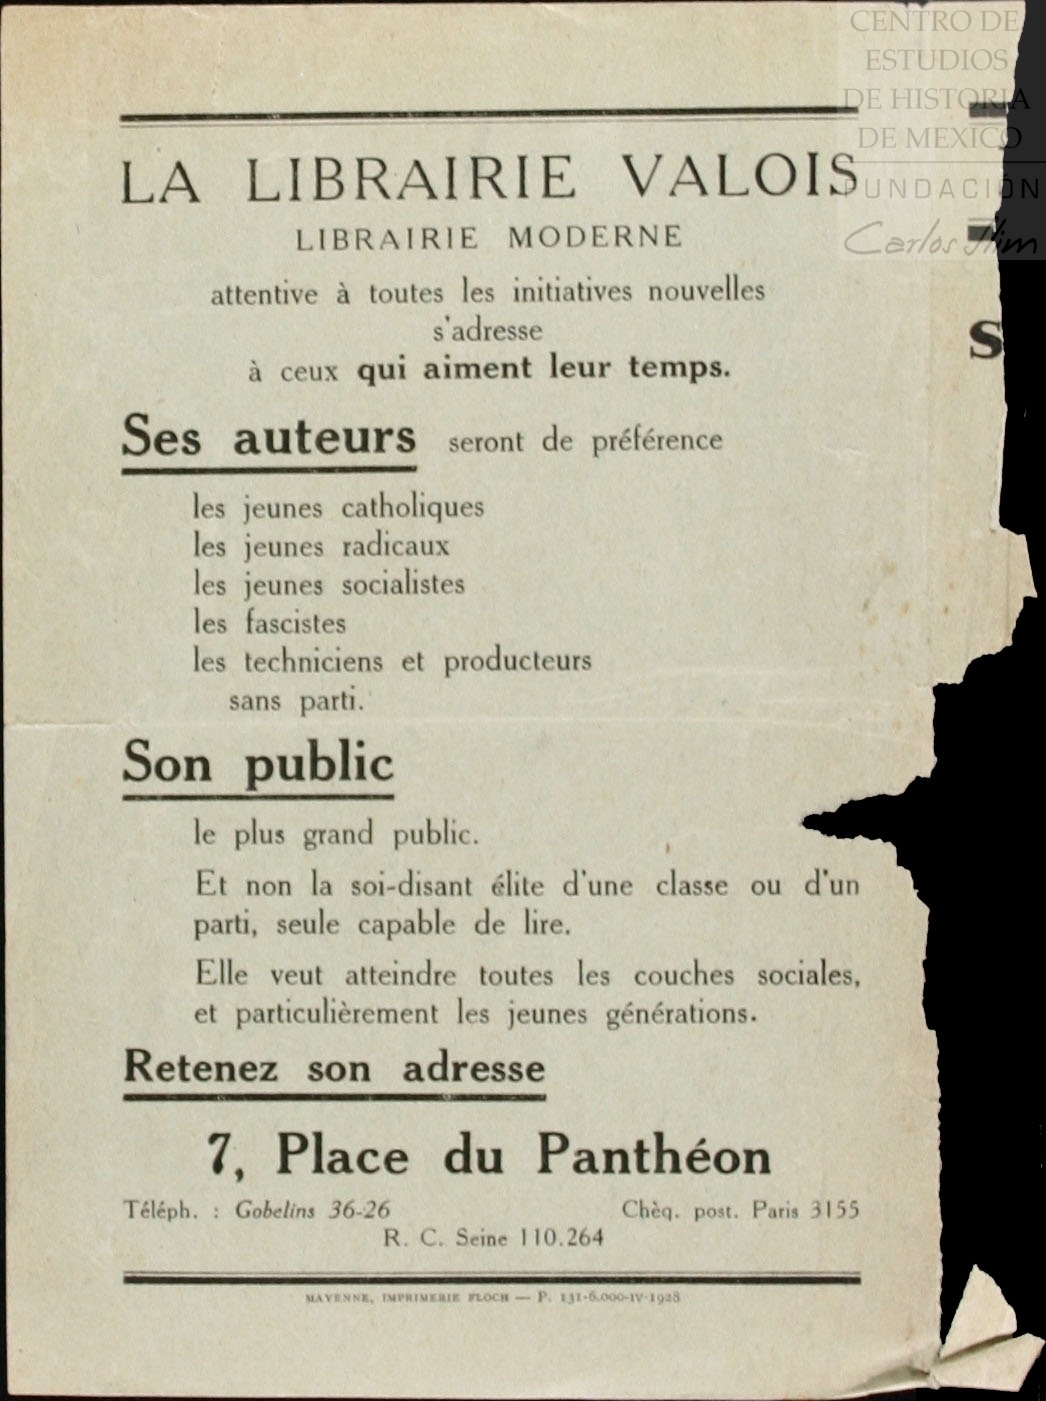 CENTRO DE
ESTUDIOS
DE HISTORIA
DE MEXICO
FUNDACIÓN
Carlos Slim
LA LIBRAIRIE VALOIS
LIBRAIRIE MODERNE
attentive à toutes les initiatives nouvelles
s'adresse
à ceux qui aiment leur temps.
Ses auteurs seront de préférence
les jeunes catholiques
les jeunes radicaux
les jeunes socialistes
les fascistes
les techniciens et producteurs
sans parti.
Son public
le plus grand public.
Et non la soi-disant élite d'une classe ou d'un
parti, seule capable de lire.
Elle veut atteindre toutes les couches sociales,
et particulièrement les jeunes générations.
Retenez son adresse
7, Place du Panthéon
Téléph. : Gobelins 36-26 Chèq. post. Paris 3155
R. C. Seine 110.264
MAYENNE, IMPRIMERIE FLOCH — P. 131-6.000-IV-1928
S